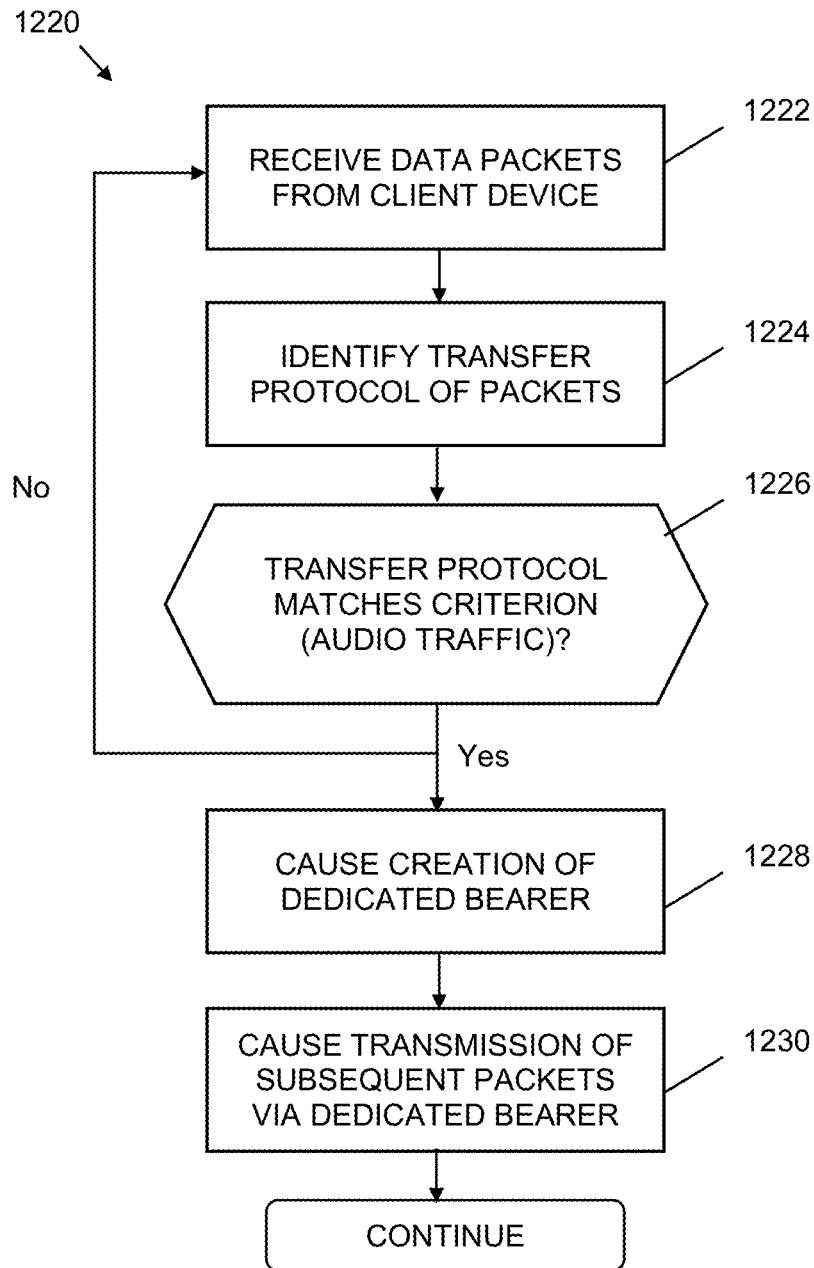 1220
1222
RECEIVE DATA PACKETS
FROM CLIENT DEVICE
1224
IDENTIFY TRANSFER
PROTOCOL OF PACKETS
No
1226
TRANSFER PROTOCOL
MATCHES CRITERION
(AUDIO TRAFFIC)?
Yes
1228
CAUSE CREATION OF
DEDICATED BEARER
1230
CAUSE TRANSMISSION OF
SUBSEQUENT PACKETS
VIA DEDICATED BEARER
CONTINUE